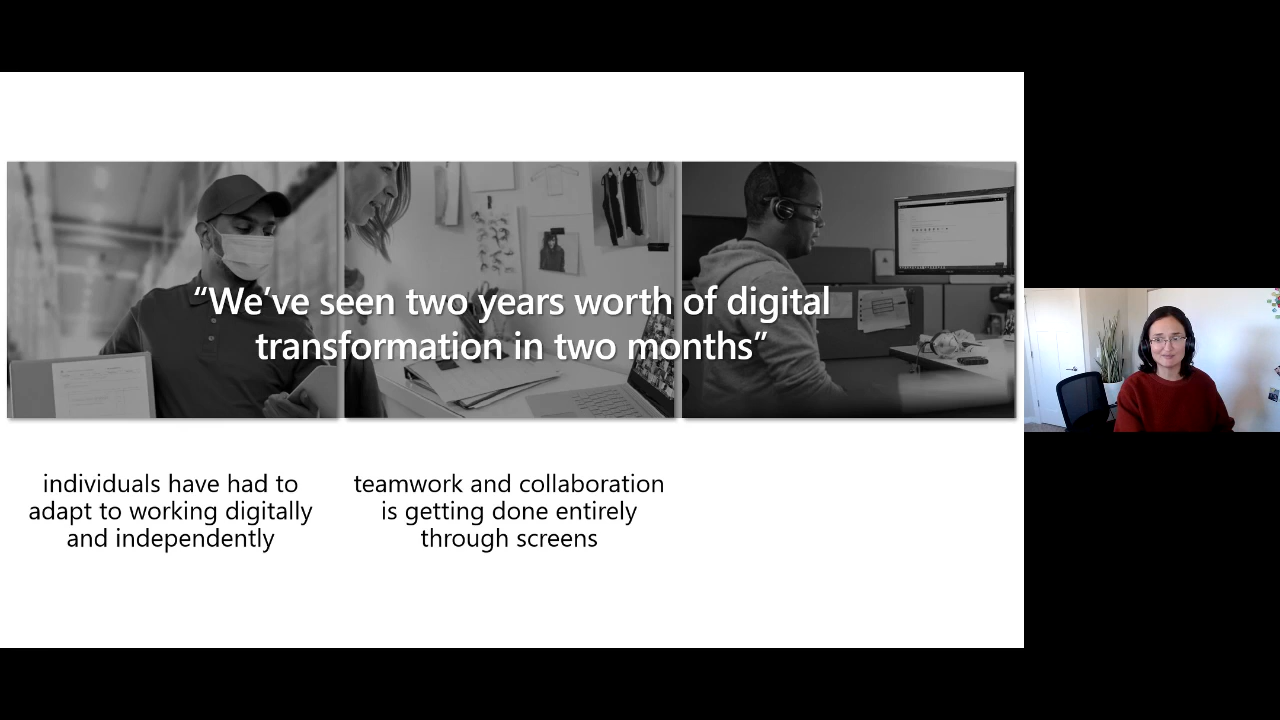 “We’ve seen two years worth of digital
transformation in two months”
individuals have had to
adapt to working digitally
and independently
teamwork and collaboration
is getting done entirely
through screens